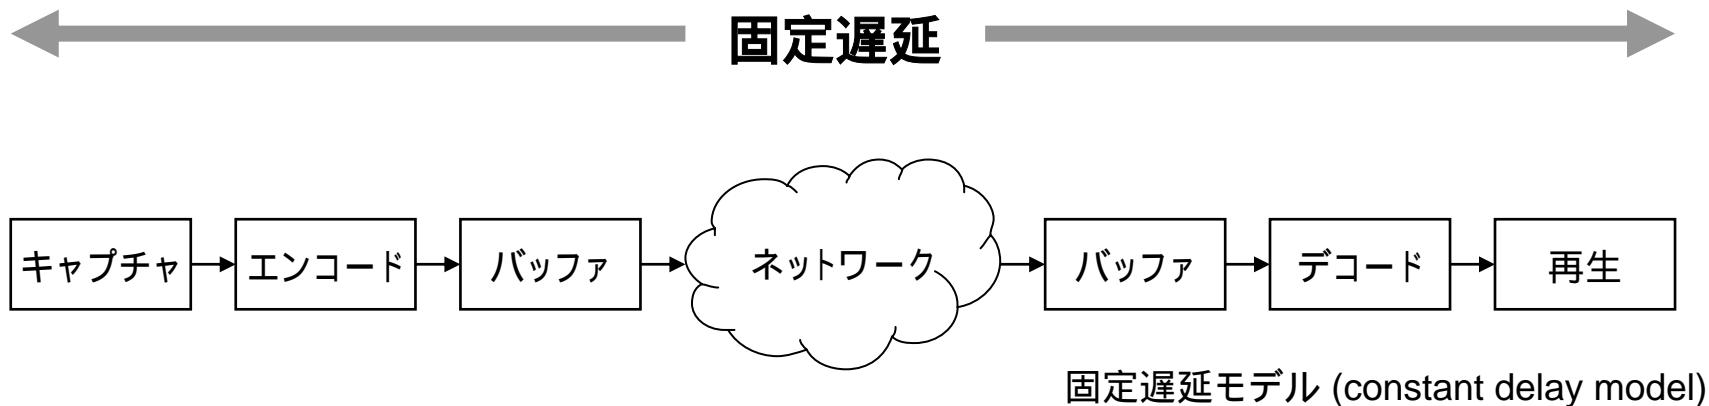 固定遅延
キャプチャ
エンコード
バッファ
ネットワーク
バッファ
デコード
再生
固定遅延モデル (constant delay model)